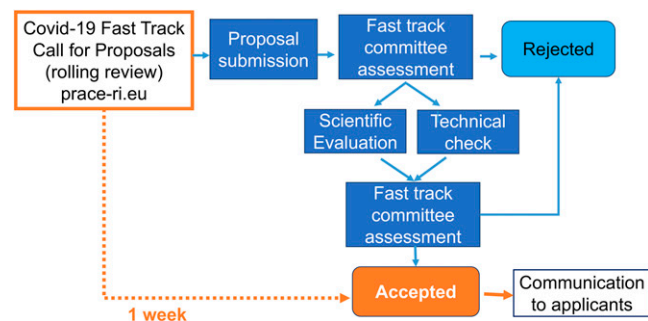 Covid-19 Fast Track
Call for Proposals
(rolling review)
prace-ri.eu
Proposal
submission
Fast track
committee
assessment
Rejected
Scientific
Evaluation
Technical
check
Fast track
committee
assessment
Accepted
Communication
to applicants
1 week